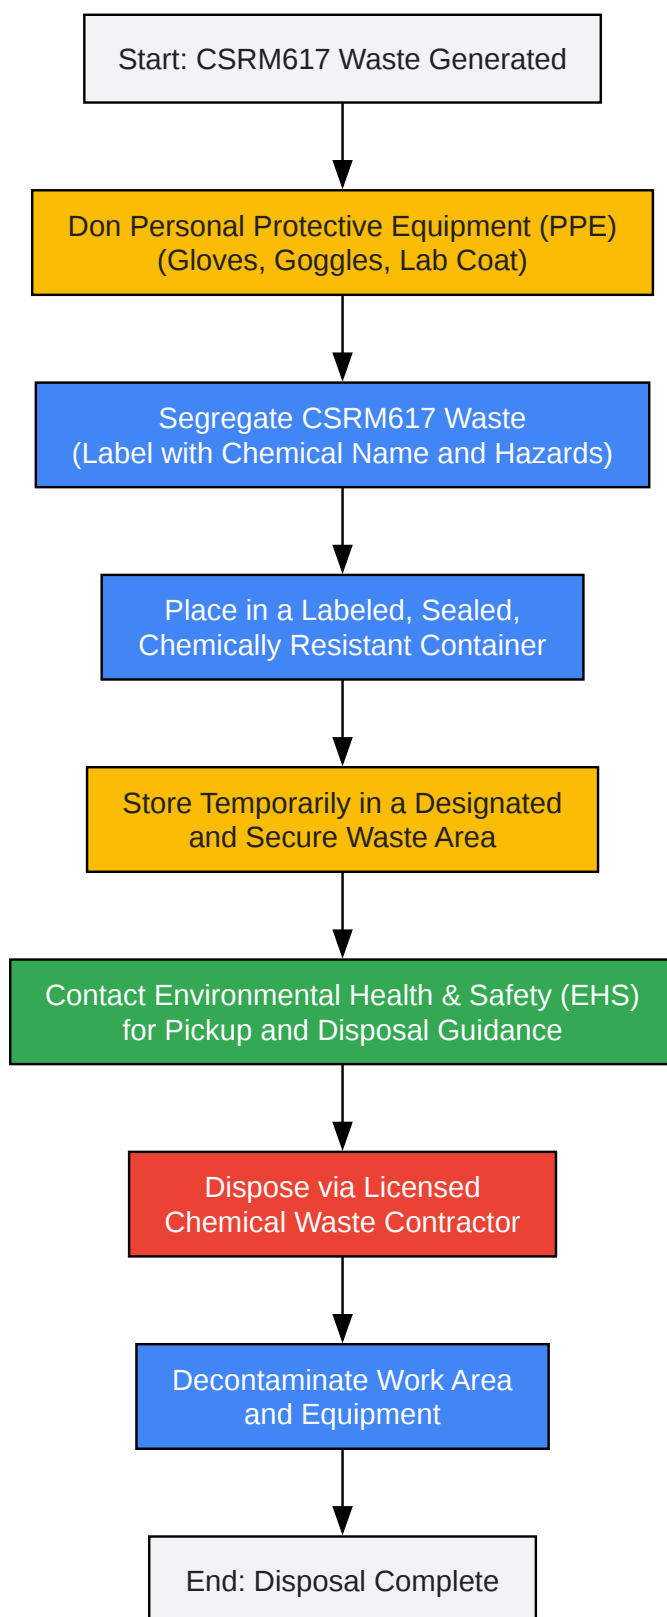 Start: CSRM617 Waste Generated
Don Personal Protective Equipment (PPE)
(Gloves, Goggles, Lab Coat)
Segregate CSRM617 Waste
(Label with Chemical Name and Hazards)
Place in a Labeled, Sealed,
Chemically Resistant Container
Store Temporarily in a Designated
and Secure Waste Area
Contact Environmental Health & Safety (EHS)
for Pickup and Disposal Guidance
Dispose via Licensed
Chemical Waste Contractor
Decontaminate Work Area
and Equipment
End: Disposal Complete